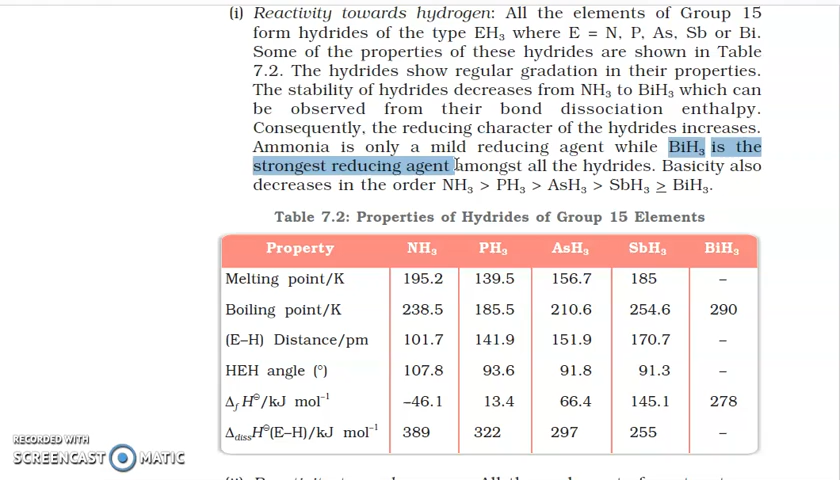 (i) Reactivity towards hydrogen: All the elements of Group 15
form hydrides of the type EH₃ where E = N, P, As, Sb or Bi.
Some of the properties of these hydrides are shown in Table
7.2. The hydrides show regular gradation in their properties.
The stability of hydrides decreases from NH₃ to BiH₃ which can
be observed from their bond dissociation enthalpy.
Consequently, the reducing character of the hydrides increases.
Ammonia is only a mild reducing agent while BiH₃ is the
strongest reducing agent amongst all the hydrides. Basicity also
decreases in the order NH₃ > PH₃ > AsH₃ > SbH₃ ≥ BiH₃.
Table 7.2: Properties of Hydrides of Group 15 Elements
Property NH₃ PH₃ AsH₃ SbH₃ BiH₃
Melting point/K 195.2 139.5 156.7 185 –
Boiling point/K 238.5 185.5 210.6 254.6 290
(E–H) Distance/pm 101.7 141.9 151.9 170.7 –
HEH angle (°) 107.8 93.6 91.8 91.3 –
Δf H⊖/kJ mol⁻¹ –46.1 13.4 66.4 145.1 278
ΔdissH⊖(E–H)/kJ mol⁻¹ 389 322 297 255 –
RECORDED WITH
SCREENCAST MATIC